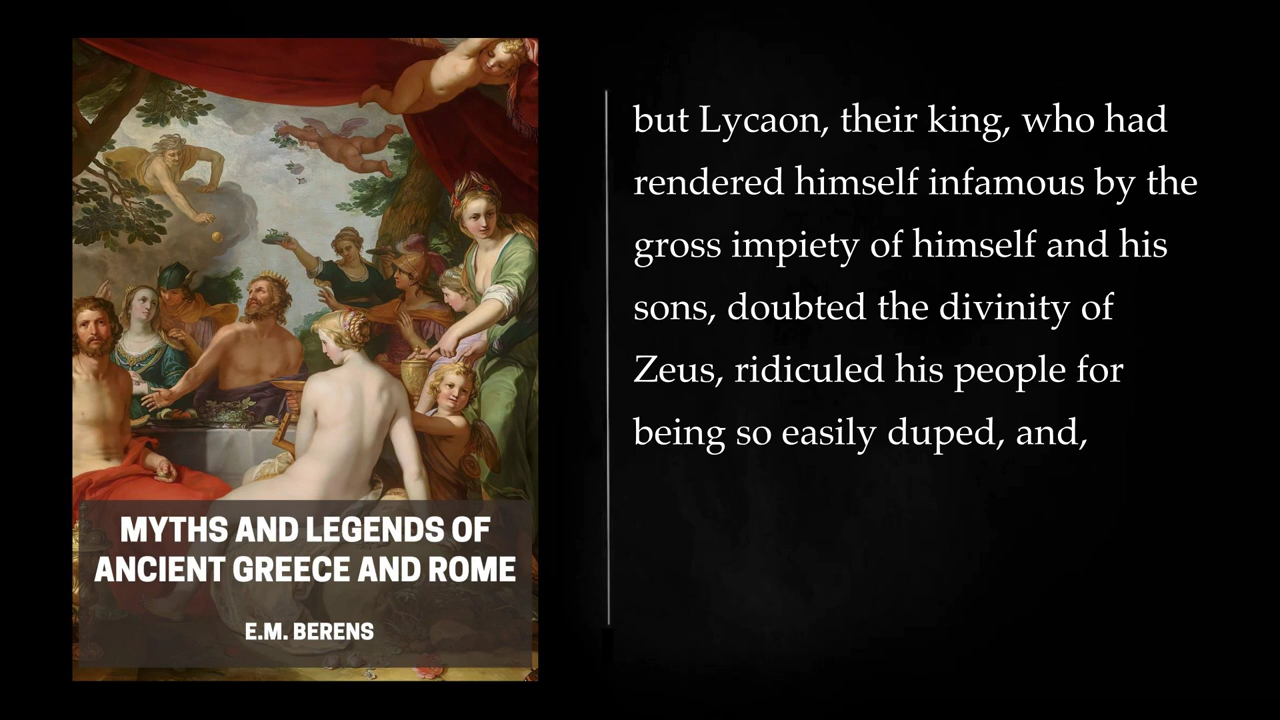 MYTHS AND LEGENDS OF
ANCIENT GREECE AND ROME
E.M. BERENS
but Lycaon, their king, who had
rendered himself infamous by the
gross impiety of himself and his
sons, doubted the divinity of
Zeus, ridiculed his people for
being so easily duped, and,